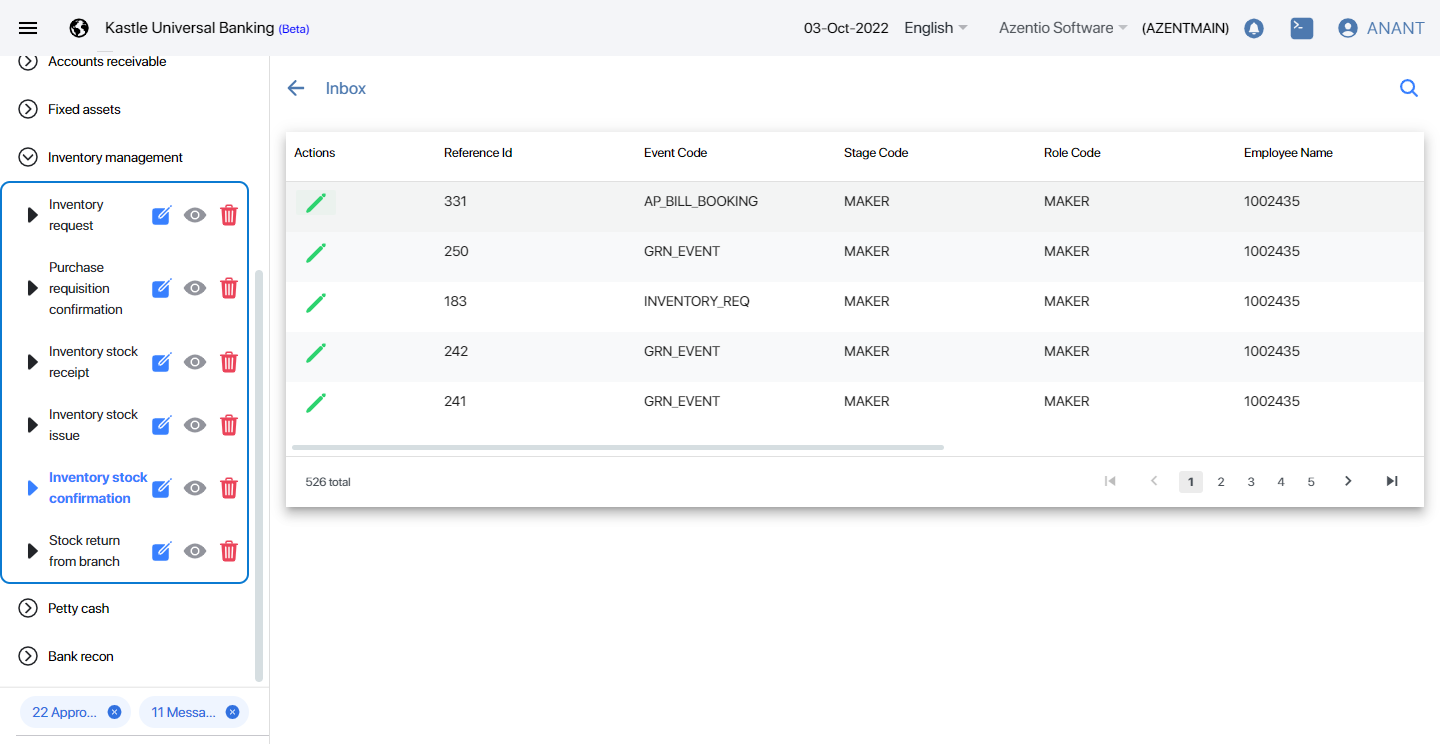 Kastle Universal Banking (Beta)
03-Oct-2022
English
Azentio Software
(AZENTMAIN)
ANANT
Accounts receivable
Fixed assets
Inventory management
Inventory
request
Purchase
requisition
confirmation
Inventory stock
receipt
Inventory stock
issue
Inventory stock
confirmation
Stock return
from branch
Petty cash
Bank recon
22 Appro...
11 Messa...
Inbox
Actions Reference Id Event Code Stage Code Role Code Employee Name
331 AP_BILL_BOOKING MAKER MAKER 1002435
250 GRN_EVENT MAKER MAKER 1002435
183 INVENTORY_REQ MAKER MAKER 1002435
242 GRN_EVENT MAKER MAKER 1002435
241 GRN_EVENT MAKER MAKER 1002435
526 total
1 2 3 4 5